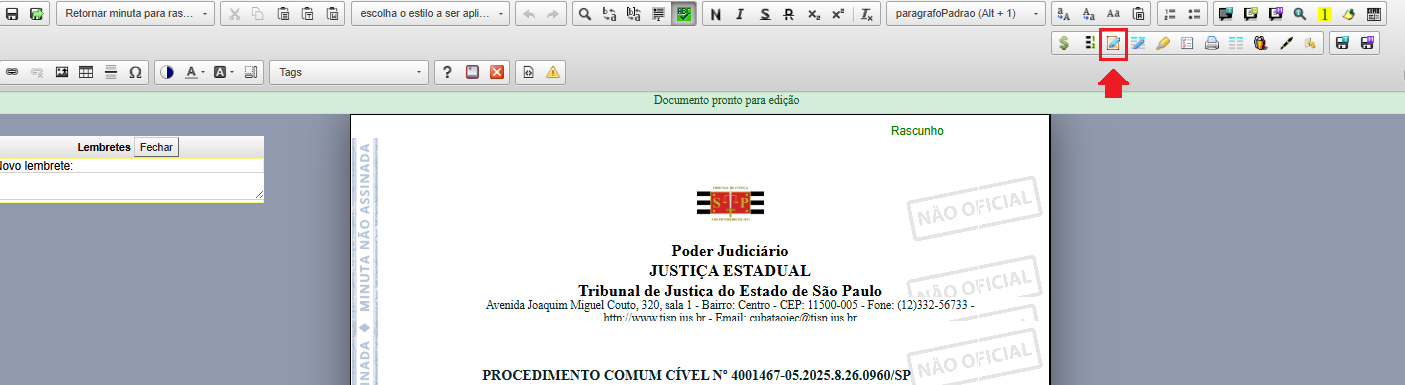 Retornar minuta para ras...
escolha o estilo a ser apli...
N I S R x₂ x² Ix
paragrafoPadrao (Alt + 1)
Aa
1
Tags
?
Documento pronto para edição
Rascunho
Lembretes Fechar
Novo lembrete:
MINUTA NÃO ASSINADA
TRIBUNAL DE JUSTIÇA
S P
NÃO OFICIAL
Poder Judiciário
JUSTIÇA ESTADUAL
Tribunal de Justiça do Estado de São Paulo
Avenida Joaquim Miguel Couto, 320, sala 1 - Bairro: Centro - CEP: 11500-005 - Fone: (12)332-56733 -
http://www.tjsp.jus.br - Email: cubataojec@tjsp.jus.br
NÃO OFICIAL
NÃO OFICIAL
PROCEDIMENTO COMUM CÍVEL Nº 4001467-05.2025.8.26.0960/SP